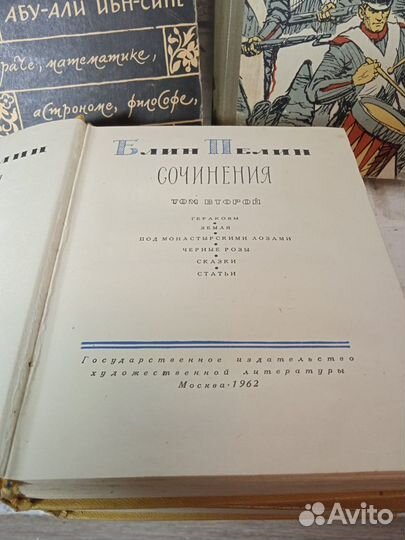 АБУ-АЛИ ИБН-СИНЕ
враче, математике,
астрономе, философе,
Елин Пелин
СОЧИНЕНИЯ
ТОМ ВТОРОЙ
ГЕРАКОВЫ
ЗЕМЛЯ
ПОД МОНАСТЫРСКИМИ ЛОЗАМИ
ЧЕРНЫЕ РОЗЫ
СКАЗКИ
СТАТЬИ
Государственное издательство
художественной литературы
Москва · 1962
Avito